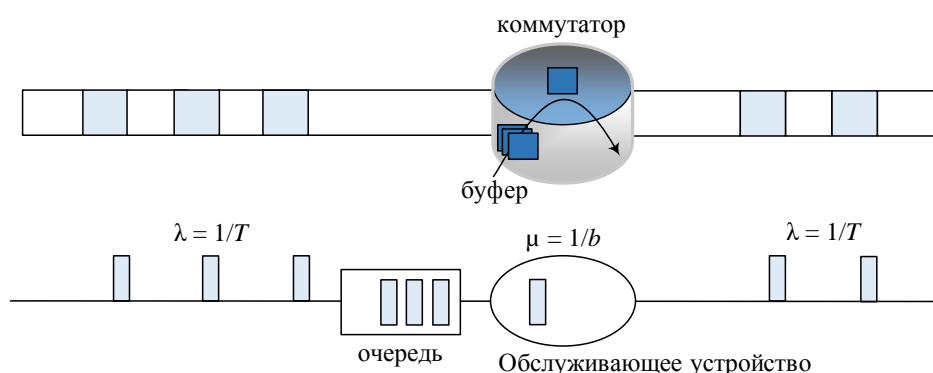 коммутатор
буфер
λ = 1/T
µ = 1/b
λ = 1/T
очередь
Обслуживающее устройство